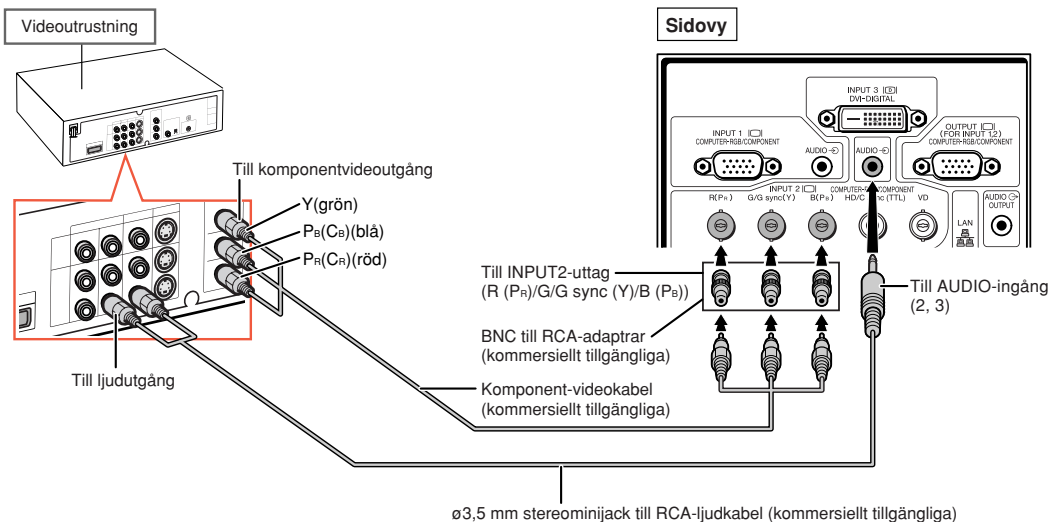 Videoutrustning
Sidovy
INPUT 3
DVI-DIGITAL
INPUT 1
COMPUTER-RGB/COMPONENT
AUDIO
AUDIO
OUTPUT
(FOR INPUT 1,2)
COMPUTER-RGB/COMPONENT
INPUT 2
R(PR)
G/G sync(Y)
B(PB)
VD
LAN
AUDIO
OUTPUT
Till komponentvideoutgång
Y(grön)
PB(CB)(blå)
PR(CR)(röd)
Till ljudutgång
Till INPUT2-uttag
(R (PR)/G/G sync (Y)/B (PB))
BNC till RCA-adaptrar
(kommersiellt tillgängliga)
Komponent-videokabel
(kommersiellt tillgängliga)
Till AUDIO-ingång
(2, 3)
ø3,5 mm stereominijack till RCA-ljudkabel (kommersiellt tillgängliga)